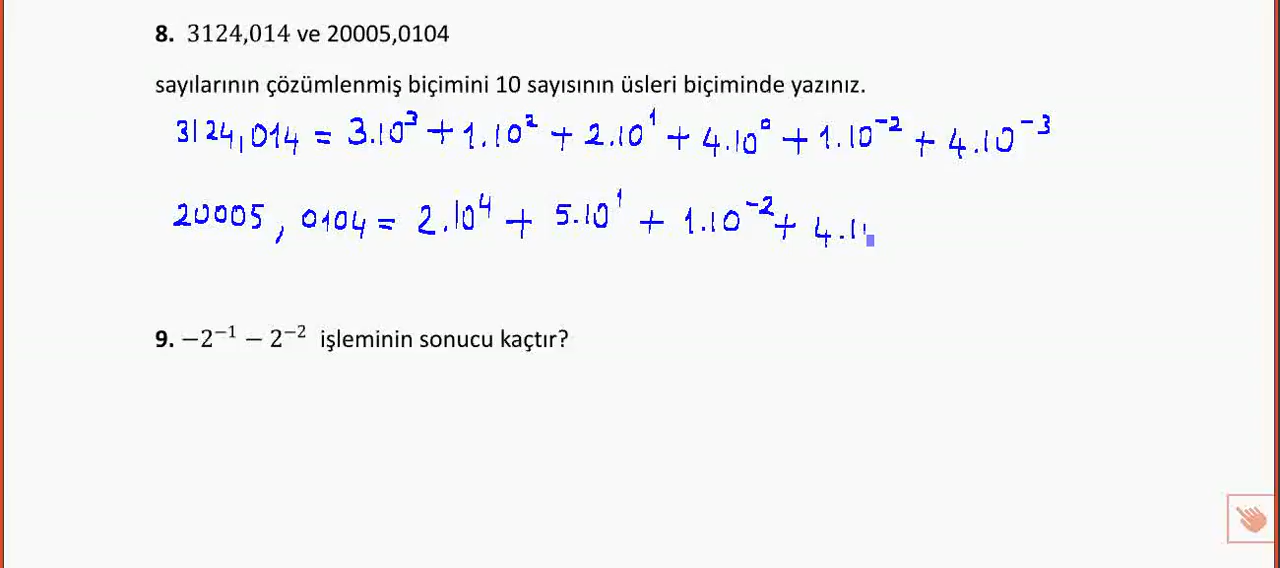 8. 3124,014 ve 20005,0104
sayılarının çözümlenmiş biçimini 10 sayısının üsleri biçiminde yazınız.
3124,014 = 3.10³ + 1.10² + 2.10¹ + 4.10⁰ + 1.10⁻² + 4.10⁻³
20005,0104 = 2.10⁴ + 5.10¹ + 1.10⁻² + 4.1
9. −2⁻¹ − 2⁻² işleminin sonucu kaçtır?